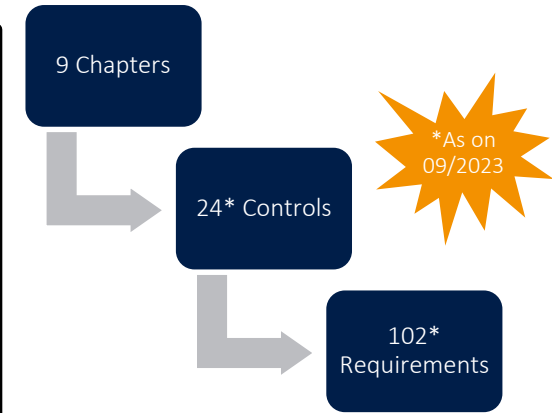 9 Chapters
*As on
09/2023
24* Controls
102*
Requirements